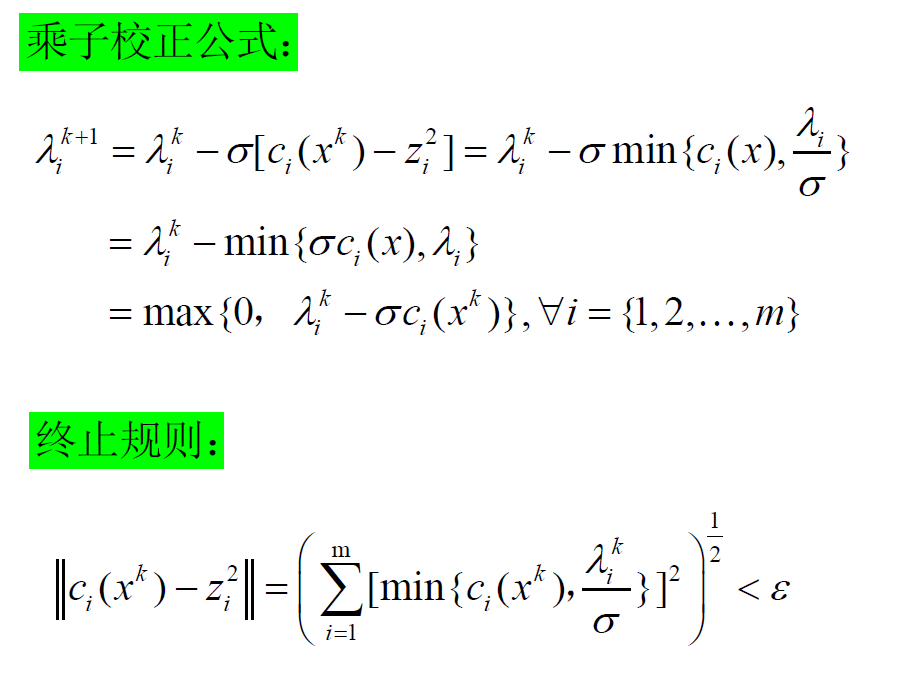 乘子校正公式：
λ_i^{k+1} = λ_i^k − σ[c_i(x^k) − z_i^2] = λ_i^k − σ min{c_i(x), λ_i/σ}
= λ_i^k − min{σc_i(x), λ_i}
= max{0， λ_i^k − σc_i(x^k)}, ∀i = {1, 2, …, m}
终止规则：
‖c_i(x^k) − z_i^2‖ = (∑_{i=1}^{m} [min{c_i(x^k)， λ_i^k/σ}]^2)^{1/2} < ε